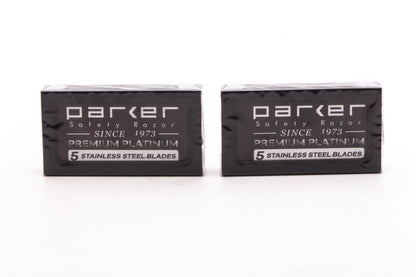 parker
Safety Razor
SINCE 1973
PREMIUM PLATINUM
5 STAINLESS STEEL BLADES
parker
Safety Razor
SINCE 1973
PREMIUM PLATINUM
5 STAINLESS STEEL BLADES